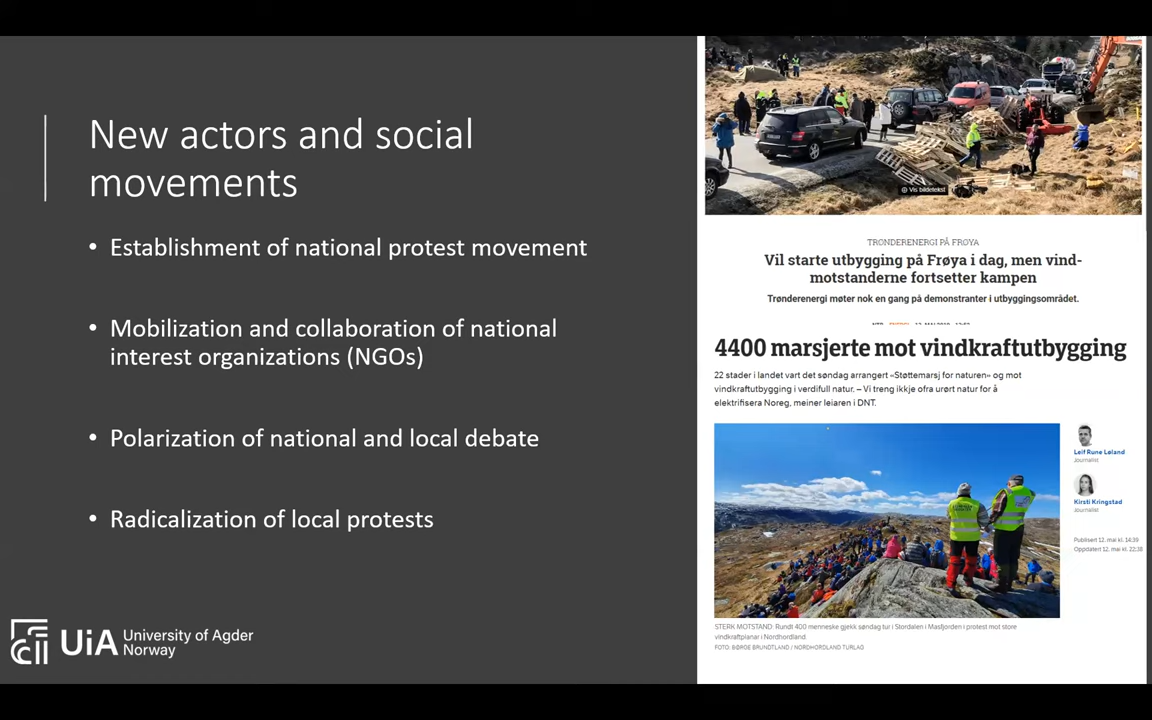 New actors and social
movements
• Establishment of national protest movement
• Mobilization and collaboration of national
interest organizations (NGOs)
• Polarization of national and local debate
• Radicalization of local protests
UiA University of Agder
Norway
Vis bildetekst
TRØNDERENERGI PÅ FRØYA
Vil starte utbygging på Frøya i dag, men vind-
motstanderne fortsetter kampen
Trønderenergi møter nok en gang på demonstranter i utbyggingsområdet.
4400 marsjerte mot vindkraftutbygging
22 stader i landet vart det søndag arrangert «Støttemarsj for naturen» og mot
vindkraftutbygging i verdifull natur. – Vi treng ikkje ofra urørt natur for å
elektrifisera Noreg, meiner leiaren i DNT.
Leif Rune Løland
Journalist
Kirsti Kringstad
Journalist
Publisert 12. mai kl. 14:39
Oppdatert 12. mai kl. 22:38
STERK MOTSTAND: Rundt 400 menneske gjekk søndag tur i Stordalen i Masfjorden i protest mot store
vindkraftplanar i Nordhordland.
FOTO: BØRGE BRUNDTLAND / NORDHORDLAND TURLAG